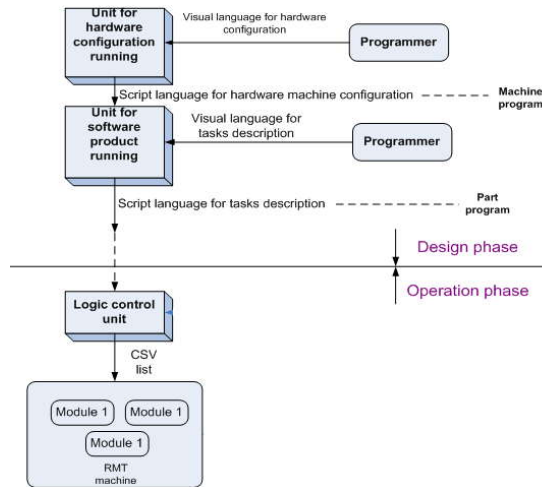 Unit for
hardware
configuration
running
Visual language for hardware
configuration
Programmer
Script language for hardware machine configuration
Machine
program
Unit for
software
product
running
Visual language for
tasks description
Programmer
Script language for tasks description
Part
program
Design phase
Operation phase
Logic control
unit
CSV
list
Module 1
Module 1
Module 1
RMT
machine